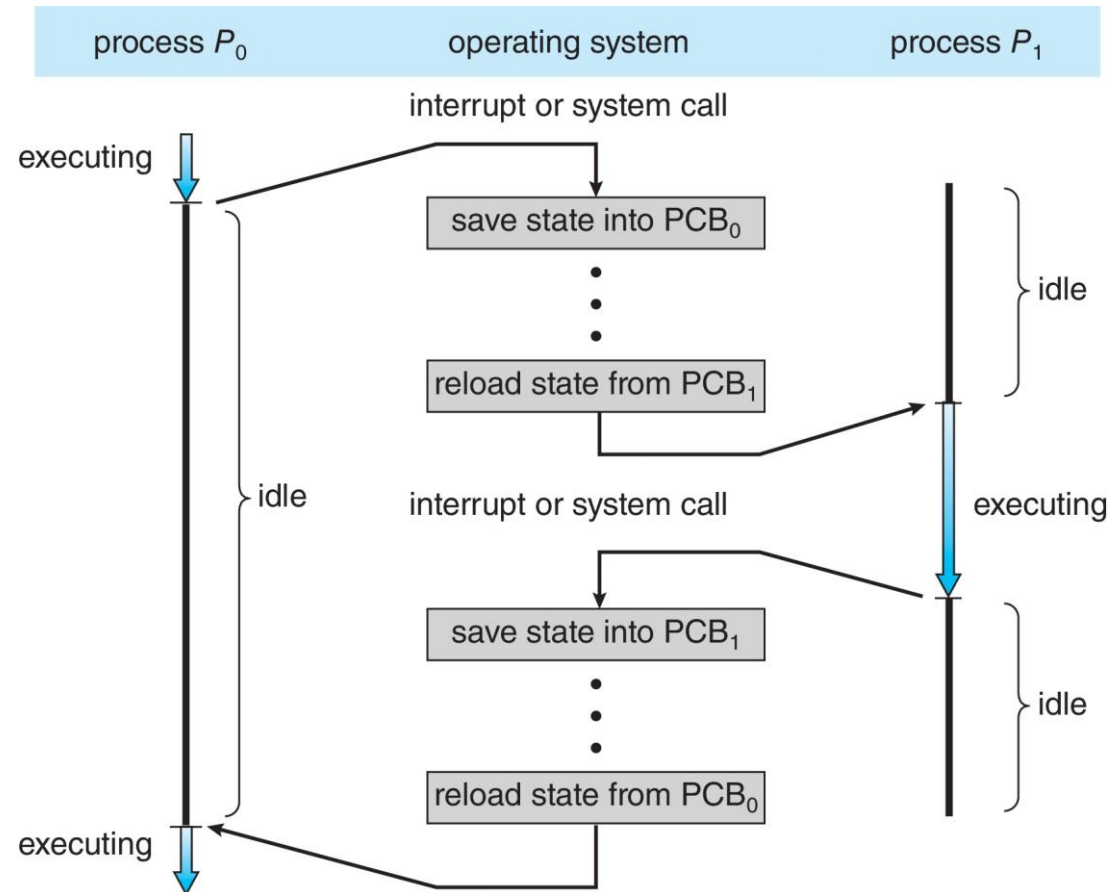 process P₀ operating system process P₁
interrupt or system call
executing
save state into PCB₀
idle
reload state from PCB₁
idle
interrupt or system call
executing
save state into PCB₁
idle
reload state from PCB₀
executing